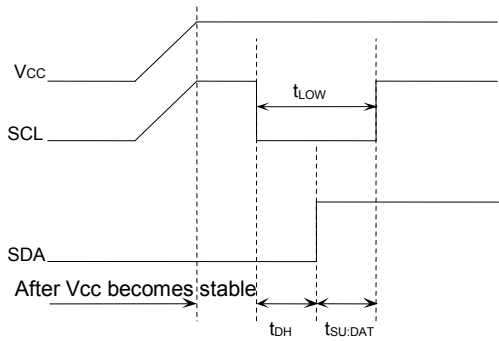 VCC
tLOW
SCL
SDA
After Vcc becomes stable
tDH
tSU:DAT